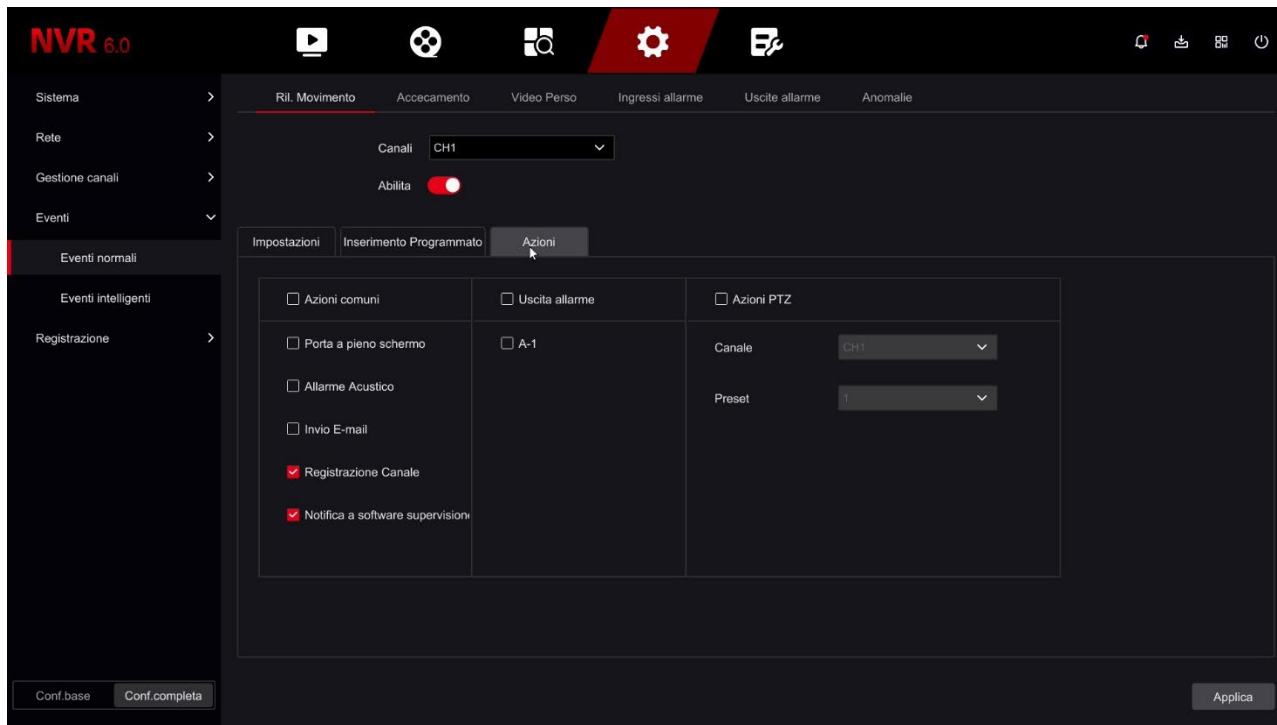 NVR 6.0
Sistema
Rete
Gestione canali
Eventi
Eventi normali
Eventi intelligenti
Registrazione
Conf.base Conf.completa
Ril. Movimento Accecamento Video Perso Ingressi allarme Uscite allarme Anomalie
Canali CH1
Abilita
Impostazioni Inserimento Programmato Azioni
Azioni comuni Uscita allarme Azioni PTZ
Porta a pieno schermo A-1 Canale CH1
Allarme Acustico Preset 1
Invio E-mail
Registrazione Canale
Notifica a software supervisione
Applica